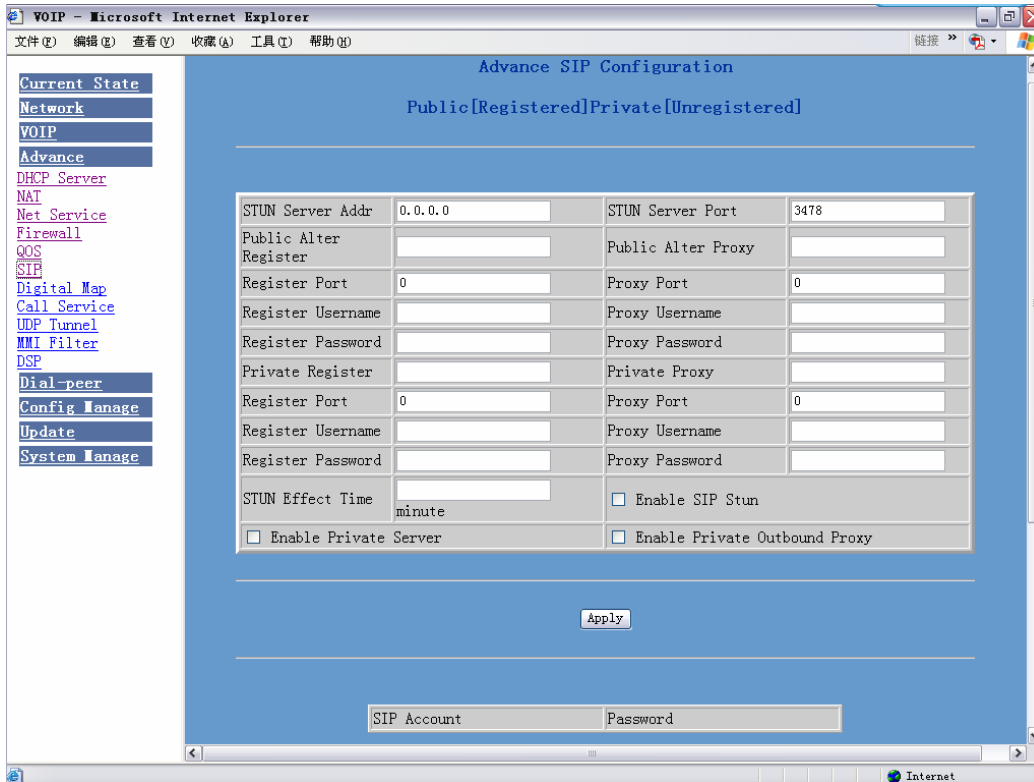 VOIP - Microsoft Internet Explorer
文件(F) 编辑(E) 查看(V) 收藏(A) 工具(T) 帮助(H) 链接 »
Current State
Network
VOIP
Advance
DHCP Server
NAT
Net Service
Firewall
QOS
SIP
Digital Map
Call Service
UDP Tunnel
MMI Filter
DSP
Dial-peer
Config Manage
Update
System Manage
Advance SIP Configuration
Public[Registered]Private[Unregistered]
STUN Server Addr 0.0.0.0 STUN Server Port 3478
Public Alter Register Public Alter Proxy
Register Port 0 Proxy Port 0
Register Username Proxy Username
Register Password Proxy Password
Private Register Private Proxy
Register Port 0 Proxy Port 0
Register Username Proxy Username
Register Password Proxy Password
STUN Effect Time minute Enable SIP Stun
Enable Private Server Enable Private Outbound Proxy
Apply
SIP Account Password
Internet